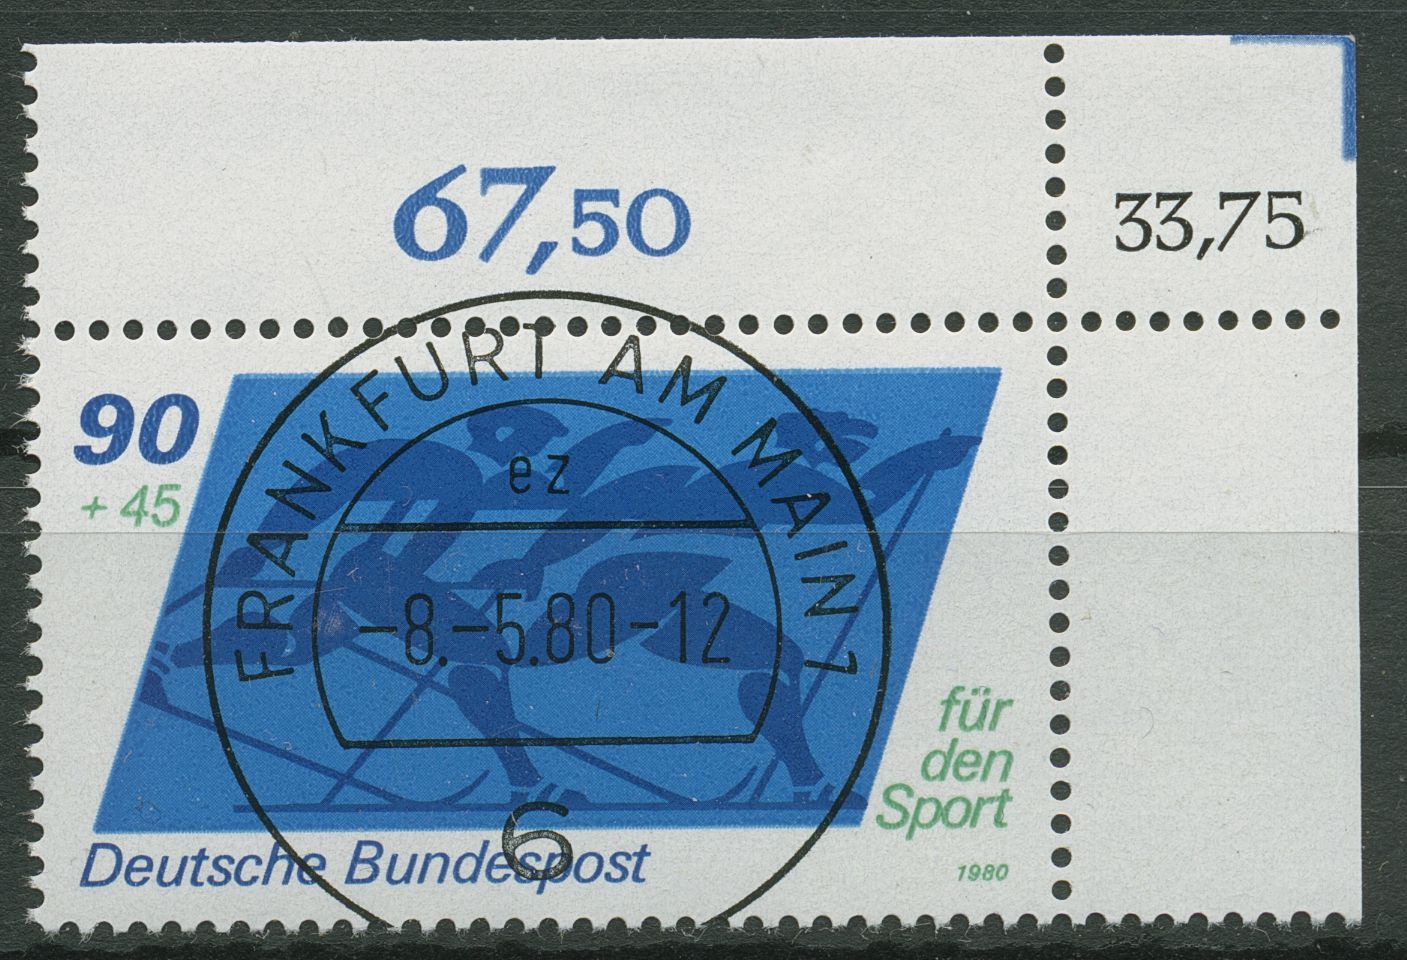 67,50
33,75
90
+ 45
FRANKFURT AM MAIN 1
ez
-8.-5.80-12
6
für
den
Sport
Deutsche Bundespost
1980